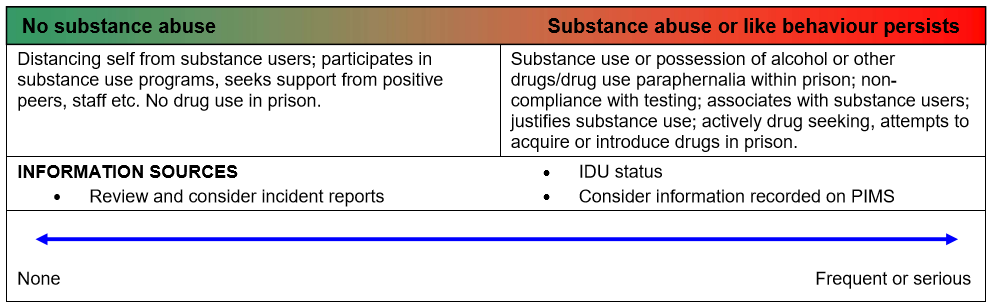 No substance abuse
Substance abuse or like behaviour persists
Distancing self from substance users; participates in
substance use programs, seeks support from positive
peers, staff etc. No drug use in prison.
Substance use or possession of alcohol or other
drugs/drug use paraphernalia within prison; non-
compliance with testing; associates with substance users;
justifies substance use; actively drug seeking, attempts to
acquire or introduce drugs in prison.
INFORMATION SOURCES
• Review and consider incident reports
• IDU status
• Consider information recorded on PIMS
None
Frequent or serious